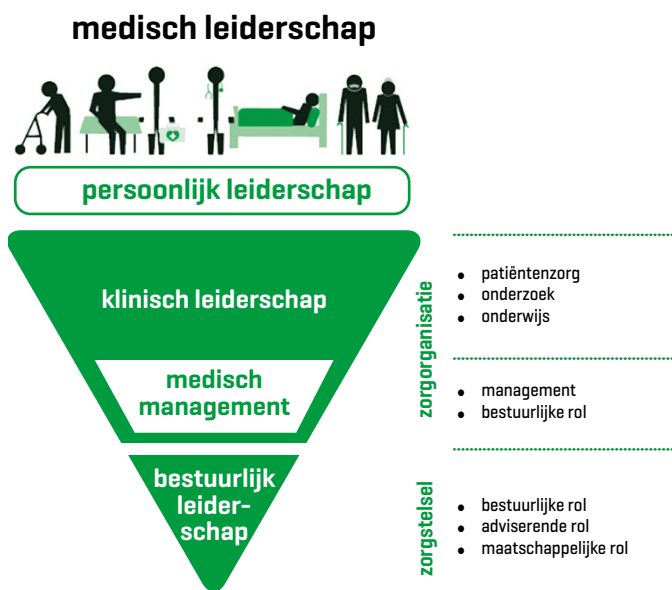 medisch leiderschap
persoonlijk leiderschap
klinisch leiderschap
medisch
management
bestuurlijk
leider-
schap
zorgorganisatie
• patiëntenzorg
• onderzoek
• onderwijs
• management
• bestuurlijke rol
zorgstelsel
• bestuurlijke rol
• adviserende rol
• maatschappelijke rol